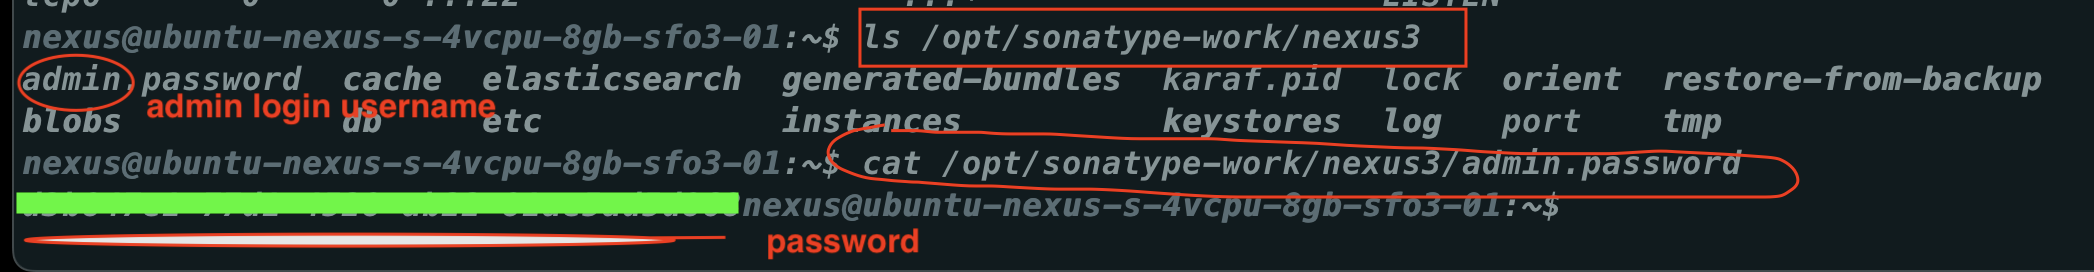 nexus@ubuntu-nexus-s-4vcpu-8gb-sfo3-01:~$ ls /opt/sonatype-work/nexus3
admin.password cache elasticsearch generated-bundles karaf.pid lock orient restore-from-backup
admin login username
blobs db etc instances keystores log port tmp
nexus@ubuntu-nexus-s-4vcpu-8gb-sfo3-01:~$ cat /opt/sonatype-work/nexus3/admin.password
nexus@ubuntu-nexus-s-4vcpu-8gb-sfo3-01:~$
password